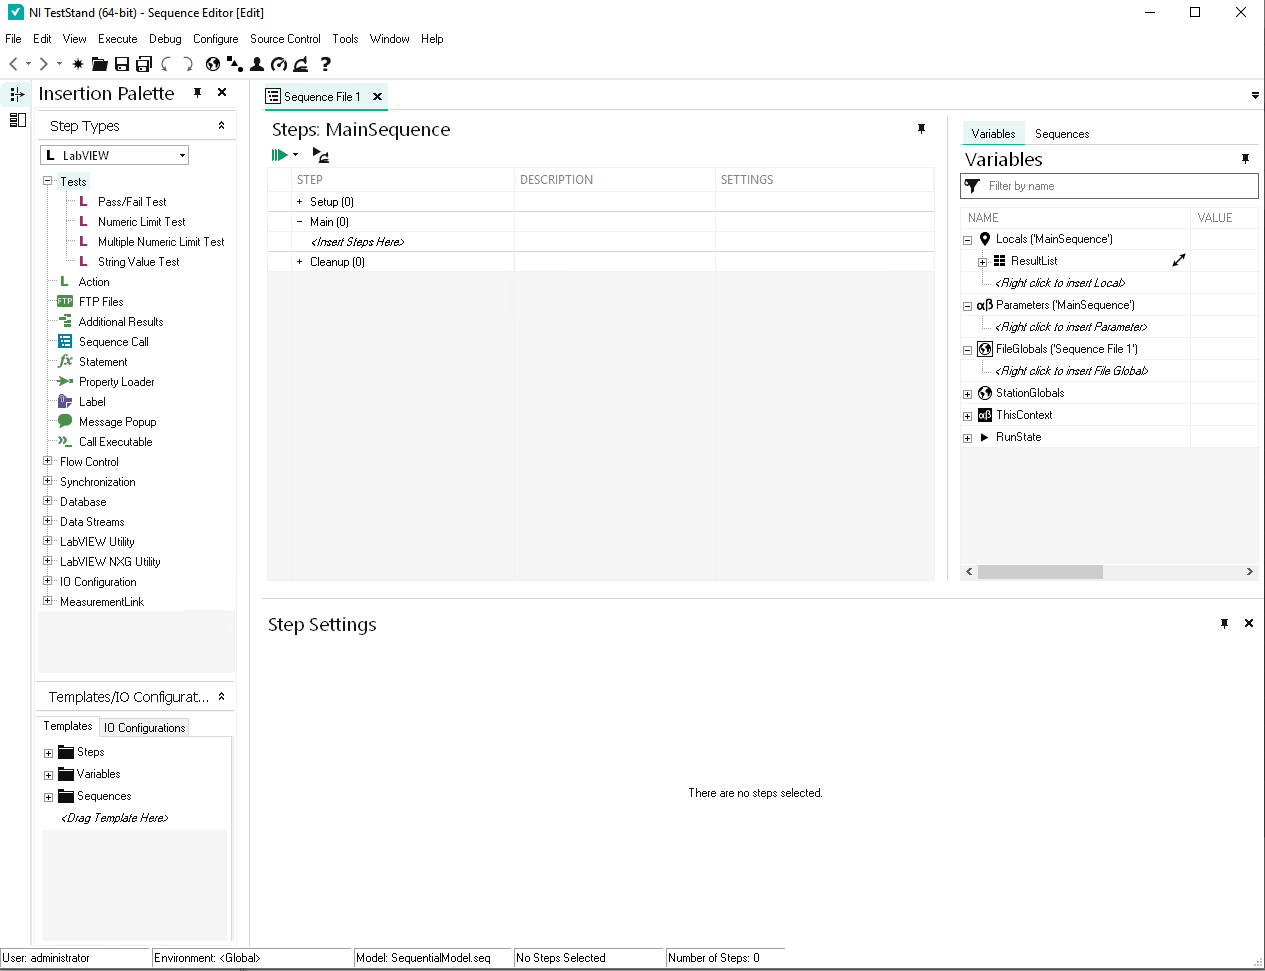 NI TestStand (64-bit) - Sequence Editor [Edit]
File Edit View Execute Debug Configure Source Control Tools Window Help
Insertion Palette
Step Types
L LabVIEW
Tests
L Pass/Fail Test
L Numeric Limit Test
L Multiple Numeric Limit Test
L String Value Test
L Action
FTP FTP Files
Additional Results
Sequence Call
fx Statement
Property Loader
Label
Message Popup
Call Executable
Flow Control
Synchronization
Database
Data Streams
LabVIEW Utility
LabVIEW NXG Utility
IO Configuration
MeasurementLink
Templates/IO Configurat...
Templates IO Configurations
Steps
Variables
Sequences
<Drag Template Here>
Sequence File 1
Steps: MainSequence
STEP DESCRIPTION SETTINGS
+ Setup (0)
− Main (0)
<Insert Steps Here>
+ Cleanup (0)
Variables Sequences
Variables
Filter by name
NAME VALUE
Locals ('MainSequence')
ResultList
<Right click to insert Local>
αβ Parameters ('MainSequence')
<Right click to insert Parameter>
FileGlobals ('Sequence File 1')
<Right click to insert File Global>
StationGlobals
αβ ThisContext
RunState
Step Settings
There are no steps selected.
User: administrator Environment: <Global> Model: SequentialModel.seq No Steps Selected Number of Steps: 0